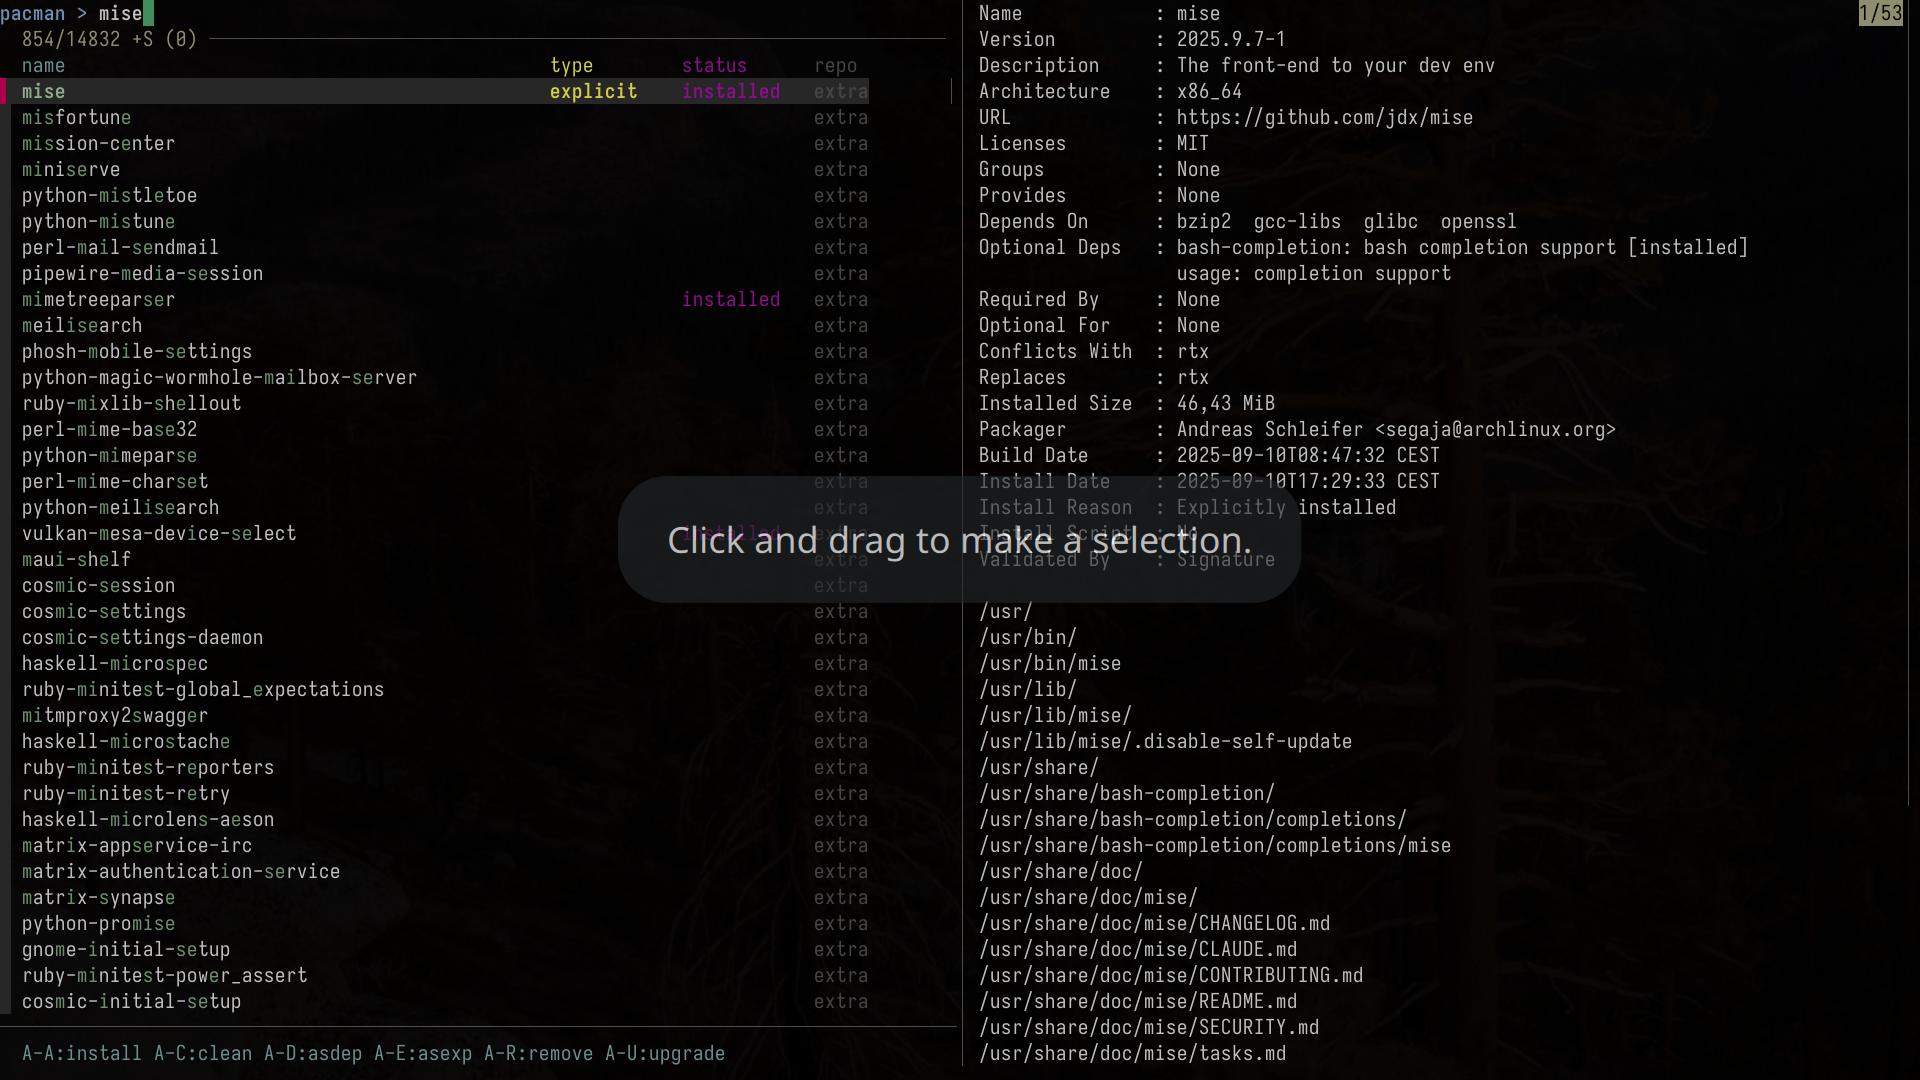 pacman > mise
854/14832 +S (0)
name type status repo
mise explicit installed extra
misfortune extra
mission-center extra
miniserve extra
python-mistletoe extra
python-mistune extra
perl-mail-sendmail extra
pipewire-media-session extra
mimetreeparser installed extra
meilisearch extra
phosh-mobile-settings extra
python-magic-wormhole-mailbox-server extra
ruby-mixlib-shellout extra
perl-mime-base32 extra
python-mimeparse extra
perl-mime-charset extra
python-meilisearch extra
vulkan-mesa-device-select installed extra
maui-shelf extra
cosmic-session extra
cosmic-settings extra
cosmic-settings-daemon extra
haskell-microspec extra
ruby-minitest-global_expectations extra
mitmproxy2swagger extra
haskell-microstache extra
ruby-minitest-reporters extra
ruby-minitest-retry extra
haskell-microlens-aeson extra
matrix-appservice-irc extra
matrix-authentication-service extra
matrix-synapse extra
python-promise extra
gnome-initial-setup extra
ruby-minitest-power_assert extra
cosmic-initial-setup extra
A-A:install A-C:clean A-D:asdep A-E:asexp A-R:remove A-U:upgrade
1/53
Name : mise
Version : 2025.9.7-1
Description : The front-end to your dev env
Architecture : x86_64
URL : https://github.com/jdx/mise
Licenses : MIT
Groups : None
Provides : None
Depends On : bzip2 gcc-libs glibc openssl
Optional Deps : bash-completion: bash completion support [installed]
usage: completion support
Required By : None
Optional For : None
Conflicts With : rtx
Replaces : rtx
Installed Size : 46,43 MiB
Packager : Andreas Schleifer <segaja@archlinux.org>
Build Date : 2025-09-10T08:47:32 CEST
Install Date : 2025-09-10T17:29:33 CEST
Install Reason : Explicitly installed
Install Script : No
Validated By : Signature
Click and drag to make a selection.
/usr/
/usr/bin/
/usr/bin/mise
/usr/lib/
/usr/lib/mise/
/usr/lib/mise/.disable-self-update
/usr/share/
/usr/share/bash-completion/
/usr/share/bash-completion/completions/
/usr/share/bash-completion/completions/mise
/usr/share/doc/
/usr/share/doc/mise/
/usr/share/doc/mise/CHANGELOG.md
/usr/share/doc/mise/CLAUDE.md
/usr/share/doc/mise/CONTRIBUTING.md
/usr/share/doc/mise/README.md
/usr/share/doc/mise/SECURITY.md
/usr/share/doc/mise/tasks.md